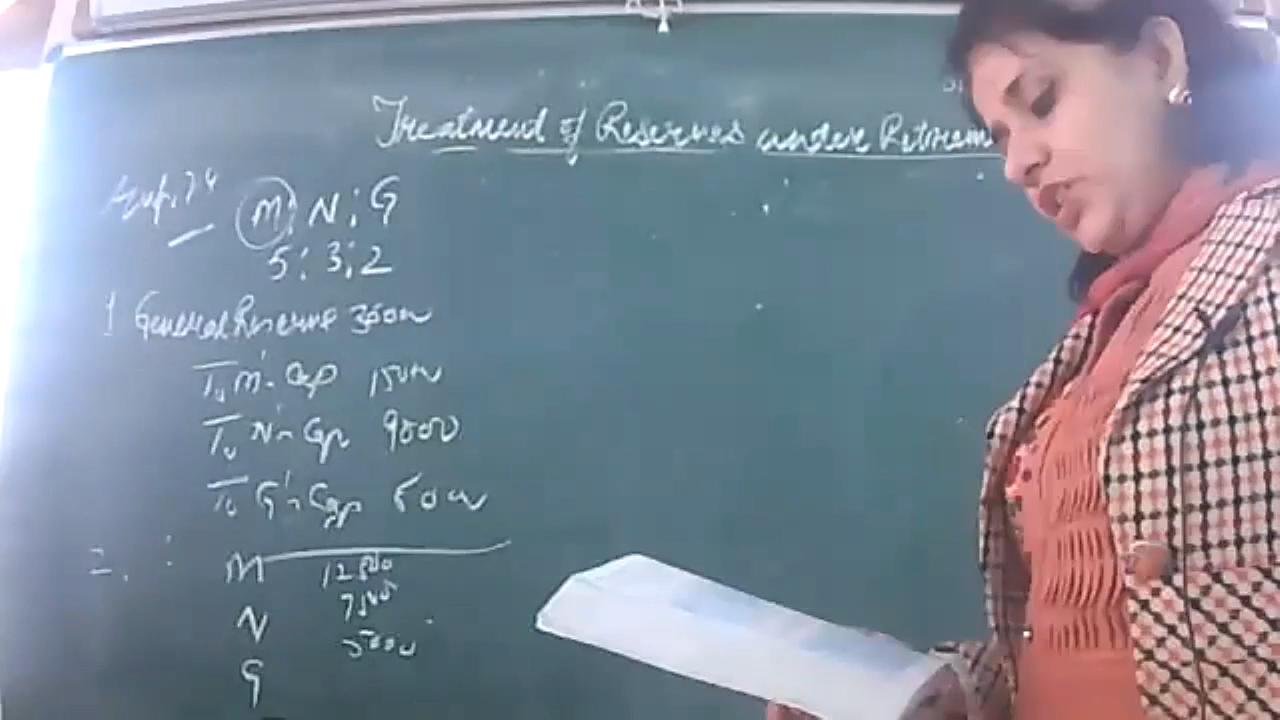 Treatment of Reserves under Retirem
M: N: G
5: 3: 2
1 General Reserve 30000
To M's Cap 15000
To N's Cap 9000
To G's Cap 6000
2.
M 12500
N 7500
G 5000